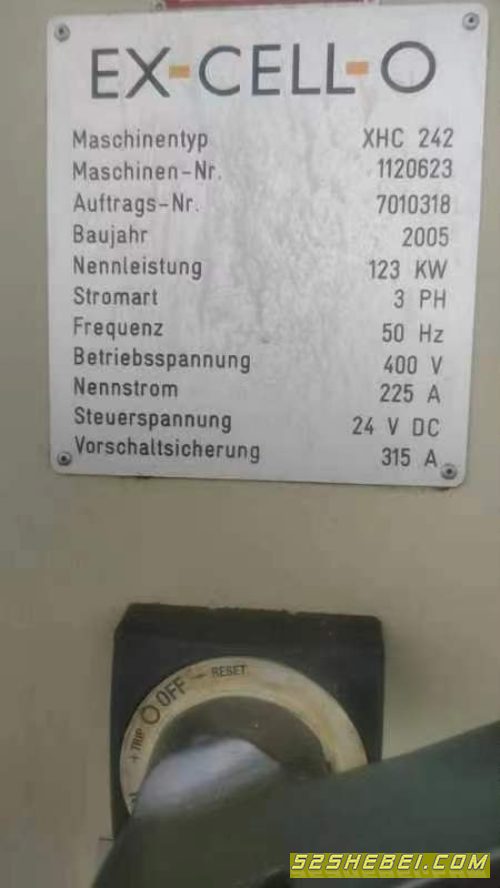 EX-CELL-O
Maschinentyp XHC 242
Maschinen-Nr. 1120623
Auftrags-Nr. 7010318
Baujahr 2005
Nennleistung 123 KW
Stromart 3 PH
Frequenz 50 Hz
Betriebsspannung 400 V
Nennstrom 225 A
Steuerspannung 24 V DC
Vorschaltsicherung 315 A
+ TRIP O OFF - RESET
52SHEBEI.COM